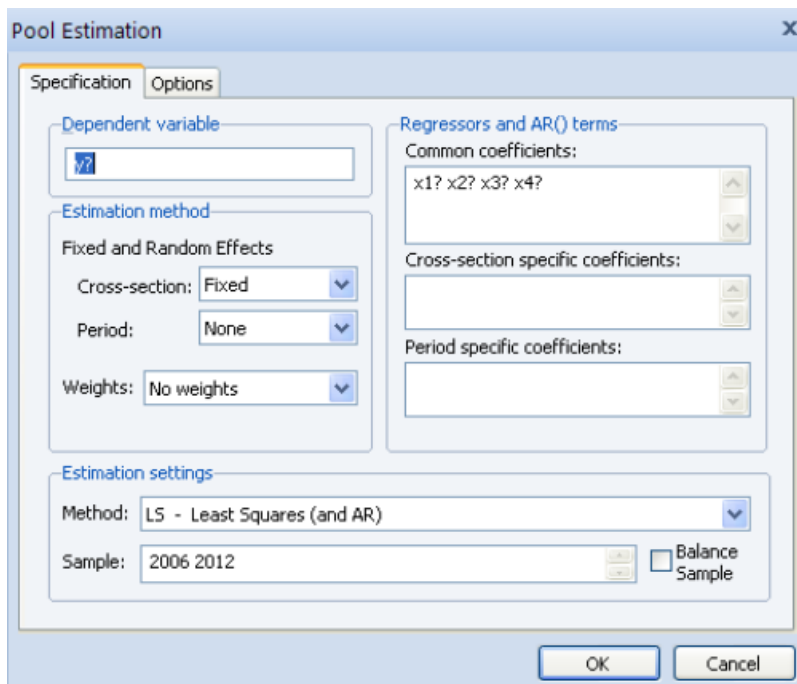 Pool Estimation
Specification
Options
Dependent variable
y?
Estimation method
Fixed and Random Effects
Cross-section: Fixed
Period: None
Weights: No weights
Regressors and AR() terms
Common coefficients:
x1? x2? x3? x4?
Cross-section specific coefficients:
Period specific coefficients:
Estimation settings
Method: LS - Least Squares (and AR)
Sample: 2006 2012
Balance
Sample
OK
Cancel